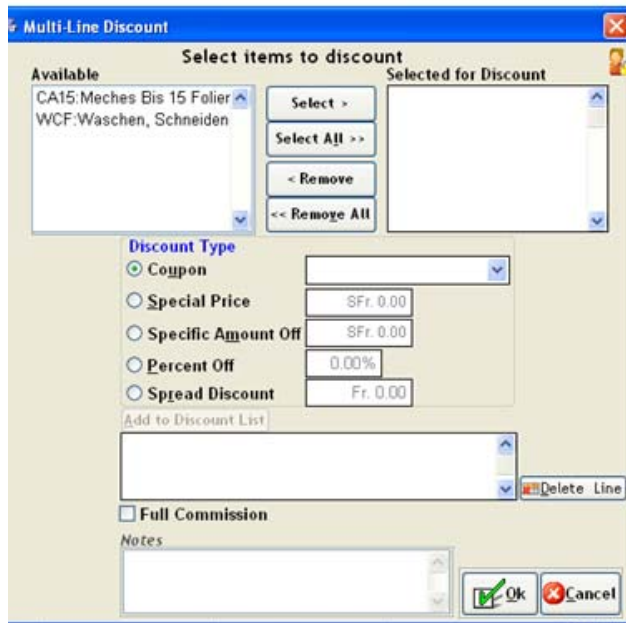 Multi-Line Discount
Select items to discount
Available
Selected for Discount
CA15:Meches Bis 15 Folier
WCF:Waschen, Schneiden
Select >
Select All >>
< Remove
<< Remove All
Discount Type
Coupon
Special Price
SFr. 0.00
Specific Amount Off
SFr. 0.00
Percent Off
0.00%
Spread Discount
Fr. 0.00
Add to Discount List
Delete Line
Full Commission
Notes
Ok
Cancel